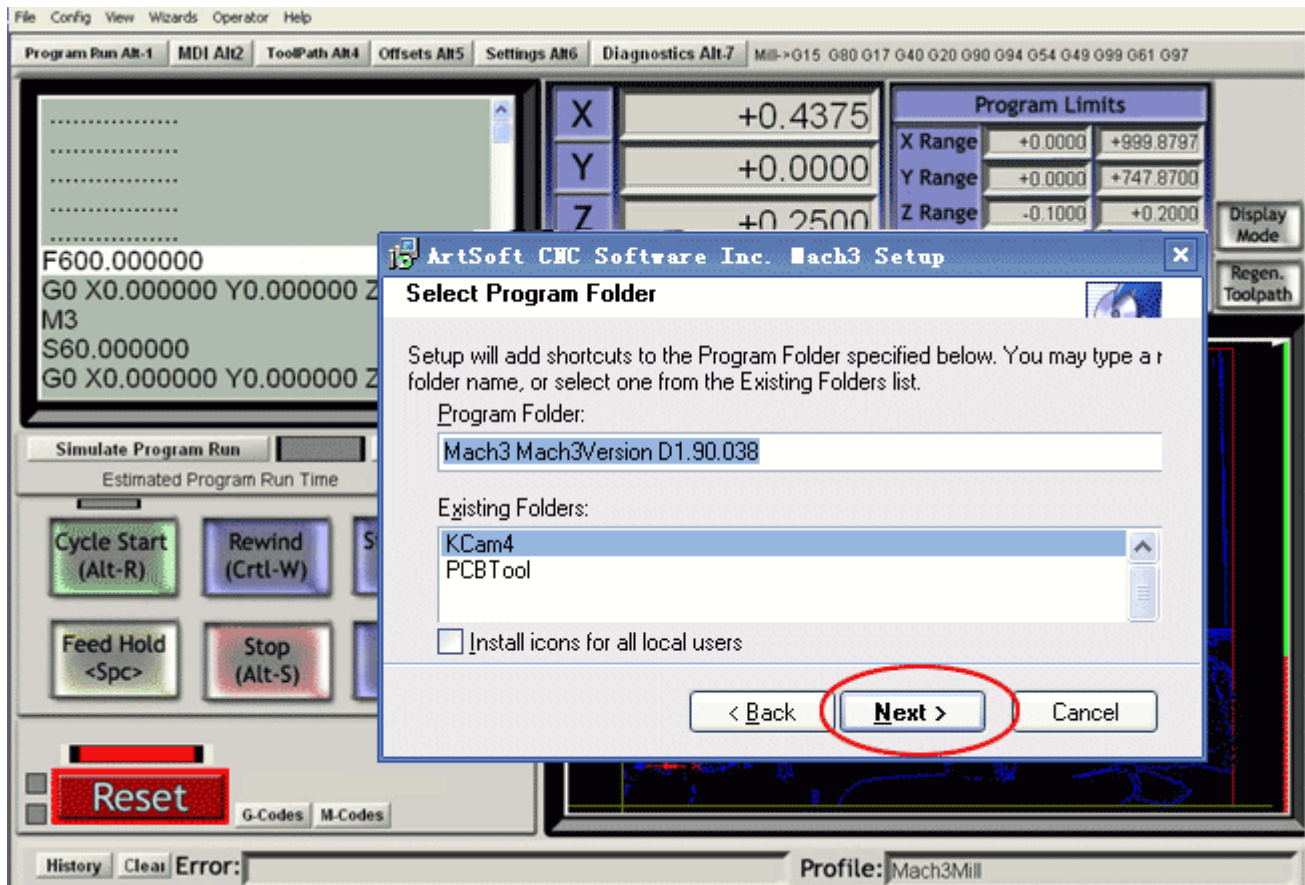 File Config View Wizards Operator Help
Program Run Alt-1 MDI Alt2 ToolPath Alt4 Offsets Alt5 Settings Alt6 Diagnostics Alt-7 Mill->G15 G80 G17 G40 G20 G90 G94 G54 G49 G99 G61 G97
.................
.................
.................
.................
.................
F600.000000
G0 X0.000000 Y0.000000 Z
M3
S60.000000
G0 X0.000000 Y0.000000 Z
X +0.4375
Y +0.0000
Z +0.2500
Program Limits
X Range +0.0000 +999.8797
Y Range +0.0000 +747.8700
Z Range -0.1000 +0.2000
Display
Mode
Regen.
Toolpath
ArtSoft CNC Software Inc. Mach3 Setup
Select Program Folder
Setup will add shortcuts to the Program Folder specified below. You may type a
folder name, or select one from the Existing Folders list.
Program Folder:
Mach3 Mach3Version D1.90.038
Existing Folders:
KCam4
PCBTool
Install icons for all local users
< Back Next > Cancel
Simulate Program Run
Estimated Program Run Time
Cycle Start
(Alt-R)
Rewind
(Crtl-W)
Feed Hold
<Spc>
Stop
(Alt-S)
Reset
G-Codes M-Codes
History Clear Error: Profile: Mach3Mill